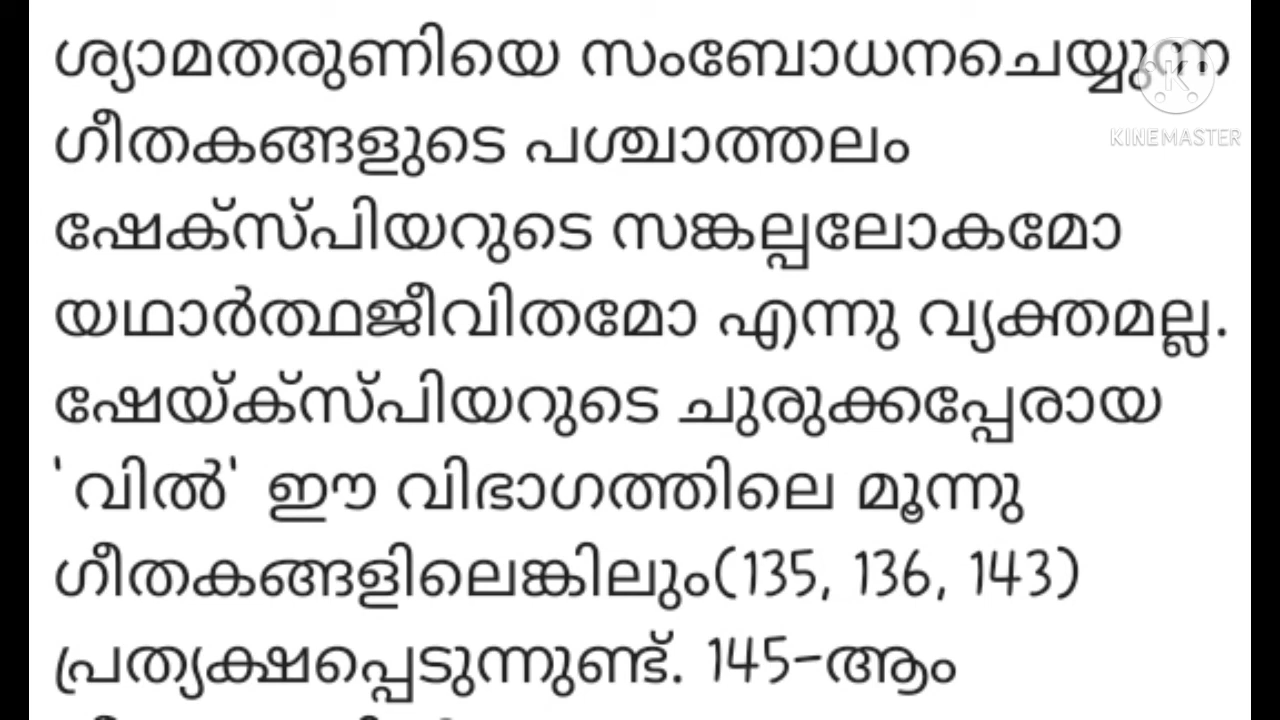 ശ്യാമതരുണിയെ സംബോധനചെയ്യുന്ന
ഗീതകങ്ങളുടെ പശ്ചാത്തലം
ഷേക്സ്പിയറുടെ സങ്കല്പലോകമോ
യഥാർത്ഥജീവിതമോ എന്നു വ്യക്തമല്ല.
ഷേയ്ക്സ്പിയറുടെ ചുരുക്കപ്പേരായ
'വിൽ' ഈ വിഭാഗത്തിലെ മൂന്നു
ഗീതകങ്ങളിലെങ്കിലും(135, 136, 143)
പ്രത്യക്ഷപ്പെടുന്നുണ്ട്. 145-ആം
KINEMASTER